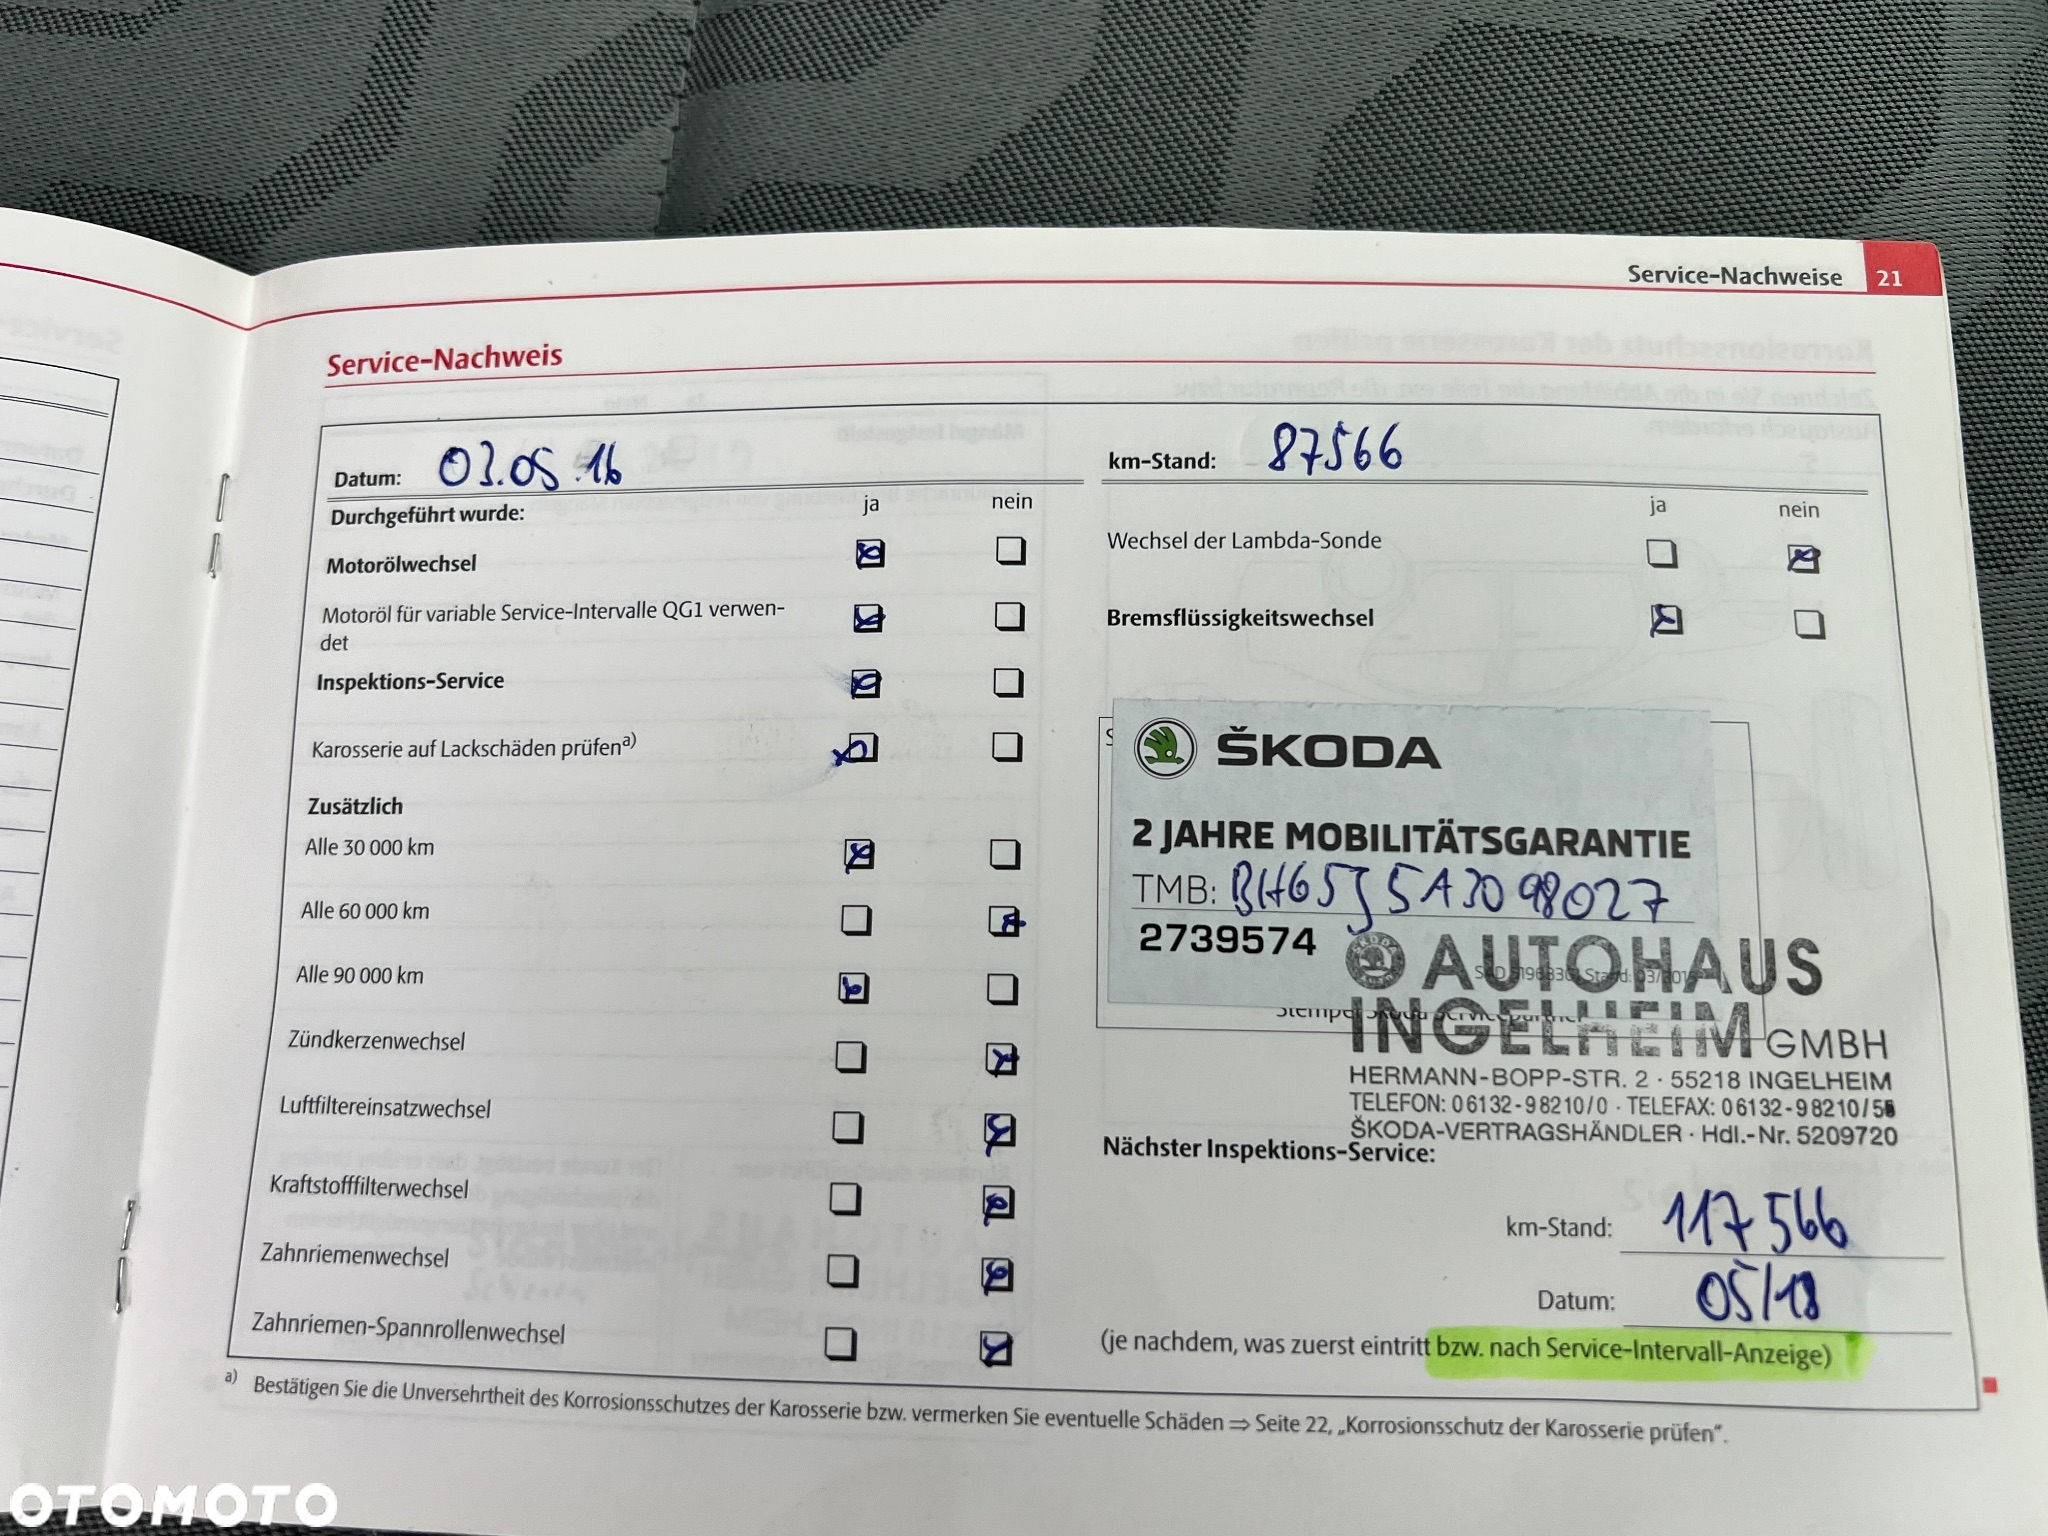 Service-Nachweise 21
Service-Nachweis
Datum: 03.05.16
km-Stand: 87566
Durchgeführt wurde: ja nein
Motorölwechsel
Motoröl für variable Service-Intervalle QG1 verwen-
det
Inspektions-Service
Karosserie auf Lackschäden prüfena)
Zusätzlich
Alle 30 000 km
Alle 60 000 km
Alle 90 000 km
Zündkerzenwechsel
Luftfiltereinsatzwechsel
Kraftstofffilterwechsel
Zahnriemenwechsel
Zahnriemen-Spannrollenwechsel
ja nein
Wechsel der Lambda-Sonde
Bremsflüssigkeitswechsel
ŠKODA
2 JAHRE MOBILITÄTSGARANTIE
TMB: BH65J5A3098027
2739574
AUTOHAUS
INGELHEIM GMBH
HERMANN-BOPP-STR. 2 · 55218 INGELHEIM
TELEFON: 06132-98210/0 · TELEFAX: 06132-98210/58
ŠKODA-VERTRAGSHÄNDLER · Hdl.-Nr. 5209720
Nächster Inspektions-Service:
km-Stand: 117566
Datum: 05/18
(je nachdem, was zuerst eintritt bzw. nach Service-Intervall-Anzeige)
a) Bestätigen Sie die Unversehrtheit des Korrosionsschutzes der Karosserie bzw. vermerken Sie eventuelle Schäden ⇒ Seite 22, „Korrosionsschutz der Karosserie prüfen“.
OTOMOTO